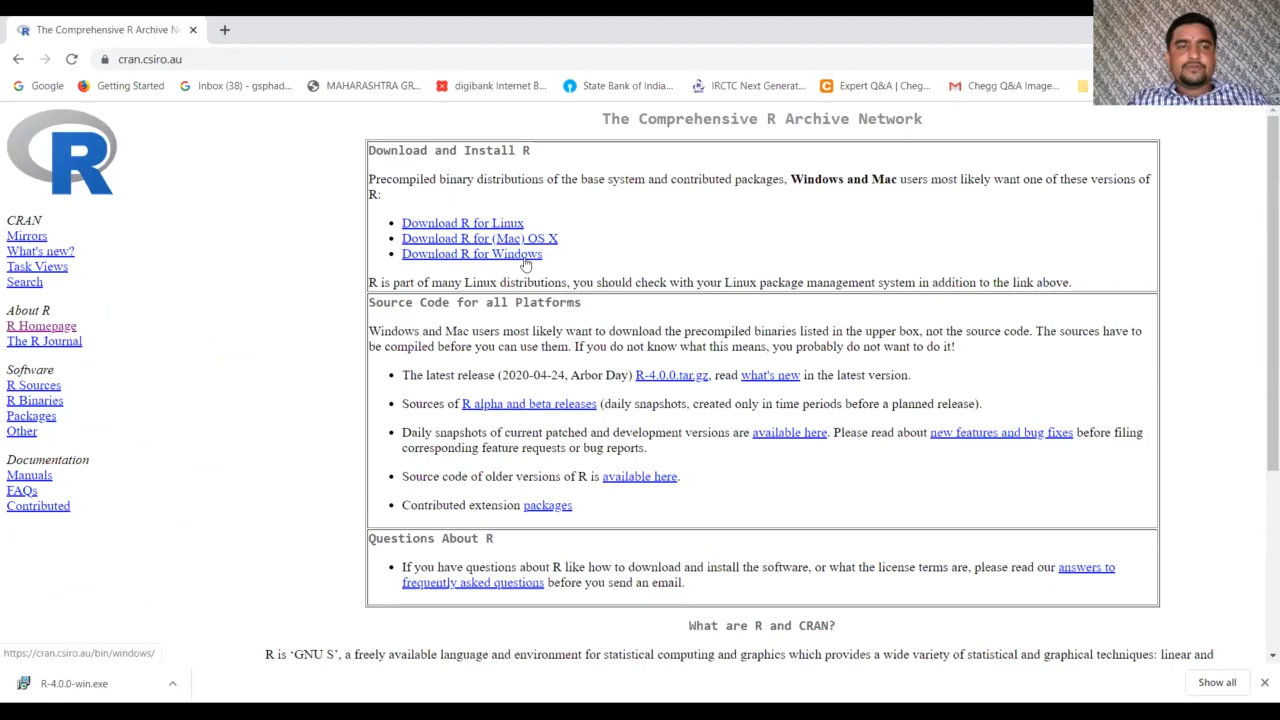 The Comprehensive R Archive Ne
cran.csiro.au
Google
Getting Started
Inbox (38) - gsphad...
MAHARASHTRA GR...
digibank Internet B...
State Bank of India...
IRCTC Next Generat...
Expert Q&A | Cheg...
Chegg Q&A Image...
R
CRAN
Mirrors
What's new?
Task Views
Search
About R
R Homepage
The R Journal
Software
R Sources
R Binaries
Packages
Other
Documentation
Manuals
FAQs
Contributed
The Comprehensive R Archive Network
Download and Install R
Precompiled binary distributions of the base system and contributed packages, Windows and Mac users most likely want one of these versions of
R:
Download R for Linux
Download R for (Mac) OS X
Download R for Windows
R is part of many Linux distributions, you should check with your Linux package management system in addition to the link above.
Source Code for all Platforms
Windows and Mac users most likely want to download the precompiled binaries listed in the upper box, not the source code. The sources have to
be compiled before you can use them. If you do not know what this means, you probably do not want to do it!
The latest release (2020-04-24, Arbor Day) R-4.0.0.tar.gz, read what's new in the latest version.
Sources of R alpha and beta releases (daily snapshots, created only in time periods before a planned release).
Daily snapshots of current patched and development versions are available here. Please read about new features and bug fixes before filing
corresponding feature requests or bug reports.
Source code of older versions of R is available here.
Contributed extension packages
Questions About R
If you have questions about R like how to download and install the software, or what the license terms are, please read our answers to
frequently asked questions before you send an email.
What are R and CRAN?
R is ‘GNU S’, a freely available language and environment for statistical computing and graphics which provides a wide variety of statistical and graphical techniques: linear and
https://cran.csiro.au/bin/windows/
R-4.0.0-win.exe
Show all